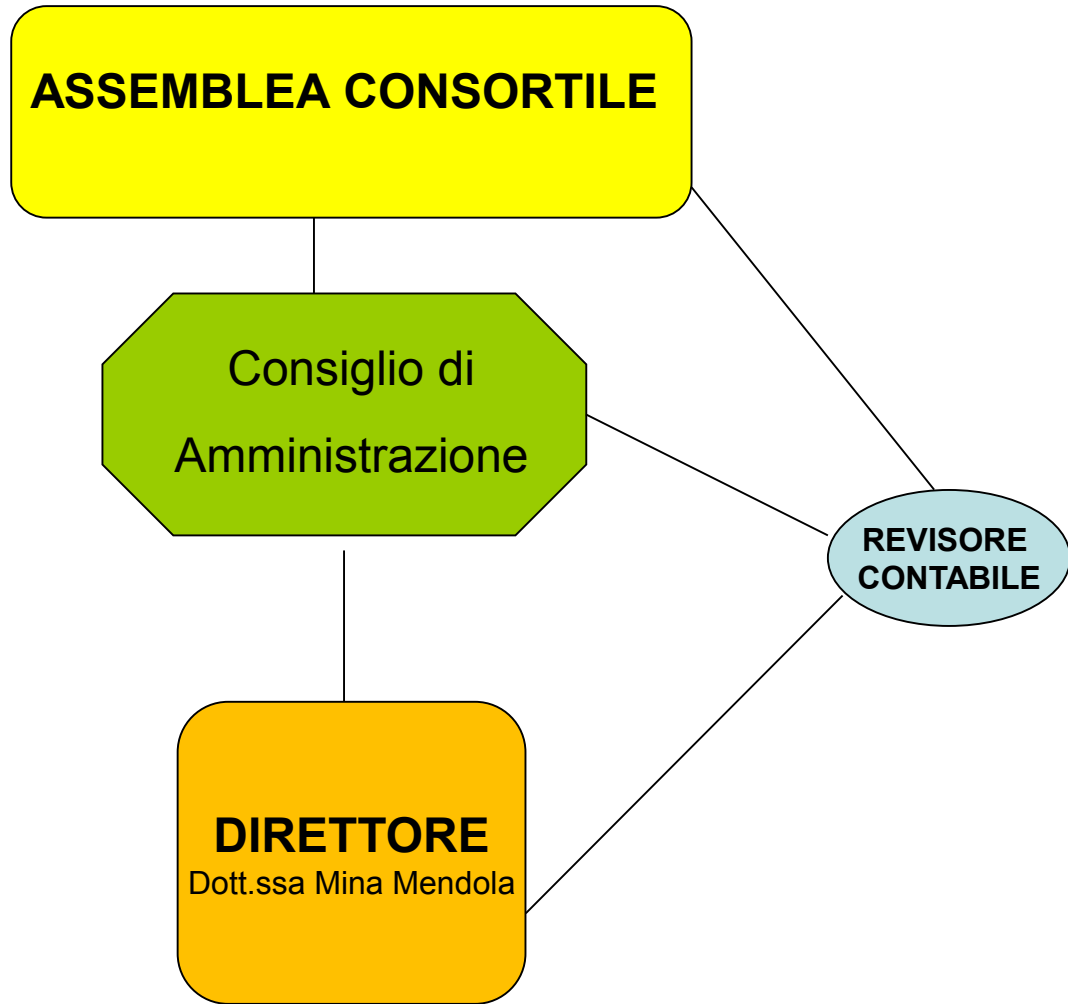 ASSEMBLEA CONSORTILE
Consiglio di
Amministrazione
REVISORE
CONTABILE
DIRETTORE
Dott.ssa Mina Mendola